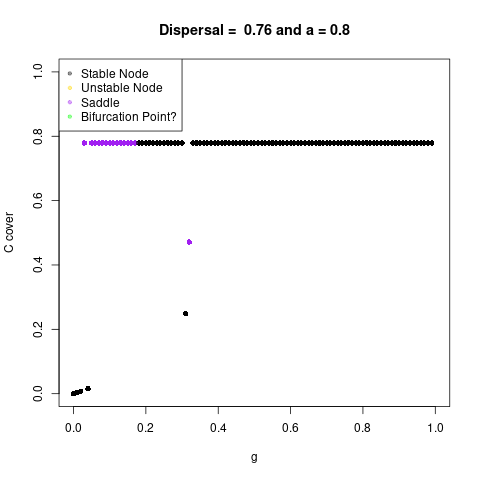 Dispersal =  0.76 and a = 0.8
Stable Node
Unstable Node
Saddle
Bifurcation Point?
C cover
1.0
0.8
0.6
0.4
0.2
0.0
0.0 0.2 0.4 0.6 0.8 1.0
g